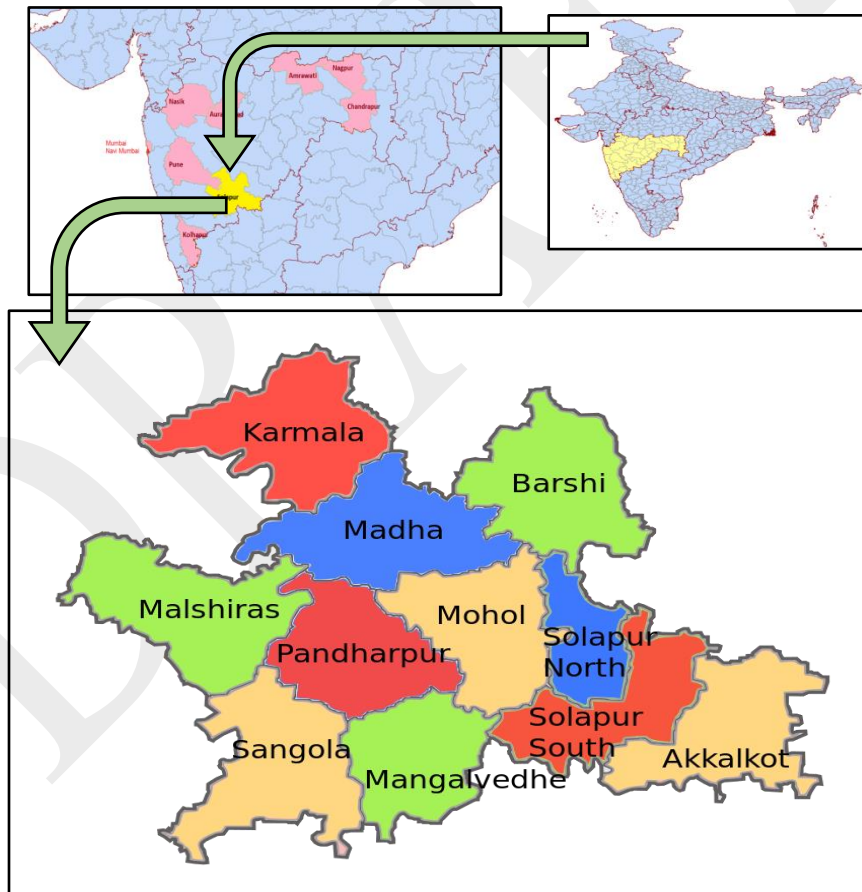 Amrawati
Nagpur
Nasik
Chandrapur
Mumbai
Navi Mumbai
Pune
Kolhapur
Karmala
Barshi
Madha
Malshiras
Mohol
Pandharpur
Solapur
North
Solapur
South
Sangola
Mangalvedhe
Akkalkot